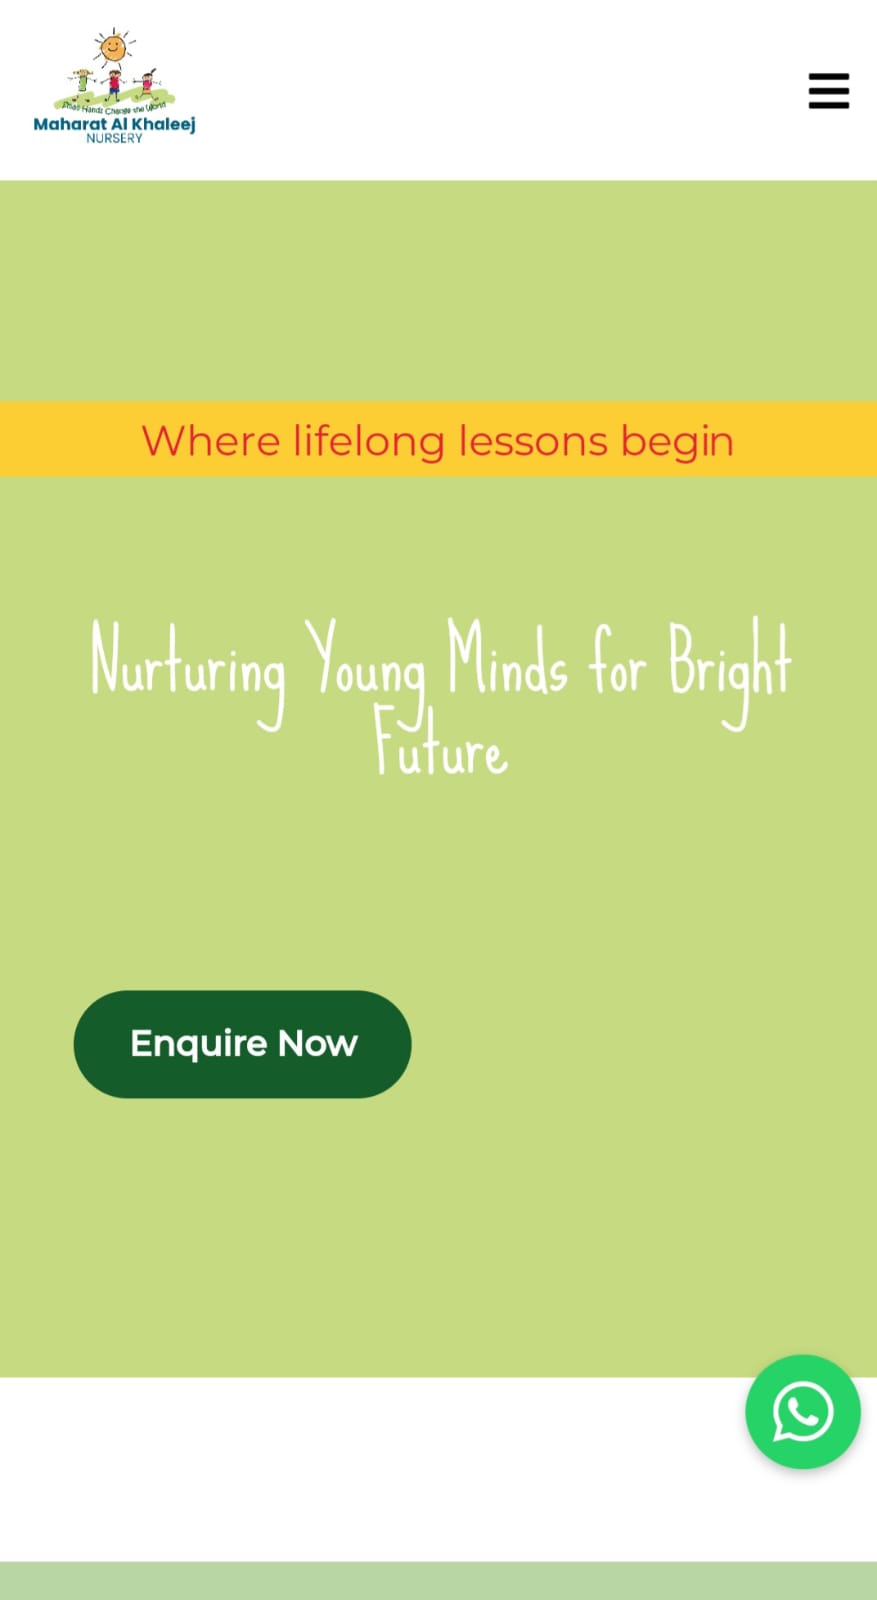 Small Hands Change the World
Maharat Al Khaleej
NURSERY
Where lifelong lessons begin
Nurturing Young Minds for Bright
Future
Enquire Now